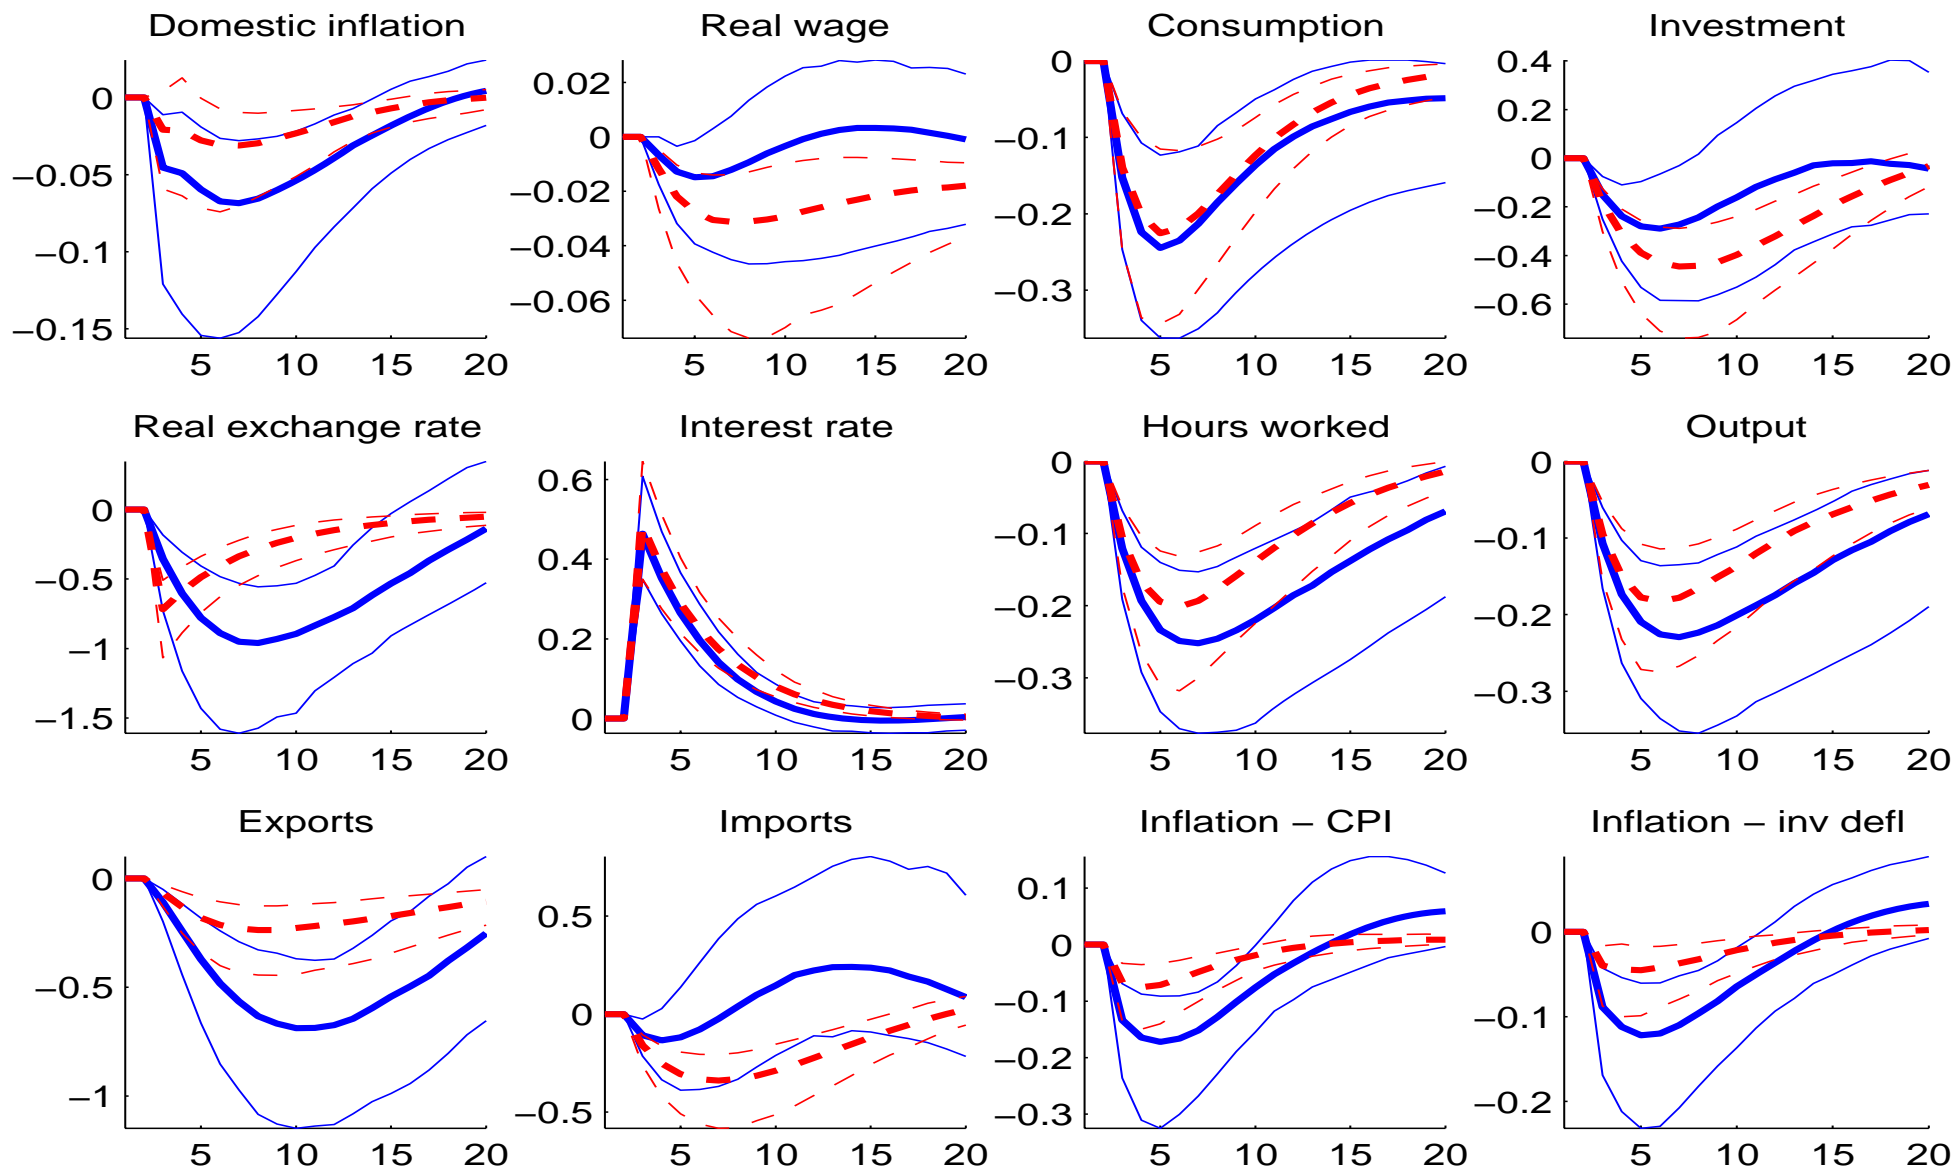 Domestic inflation
Real wage
Consumption
Investment
0
−0.05
−0.1
−0.15
5 10 15 20
0.02
0
−0.02
−0.04
−0.06
5 10 15 20
0
−0.1
−0.2
−0.3
5 10 15 20
0.4
0.2
0
−0.2
−0.4
−0.6
5 10 15 20
Real exchange rate
Interest rate
Hours worked
Output
0
−0.5
−1
−1.5
5 10 15 20
0.6
0.4
0.2
0
5 10 15 20
0
−0.1
−0.2
−0.3
5 10 15 20
0
−0.1
−0.2
−0.3
5 10 15 20
Exports
Imports
Inflation − CPI
Inflation − inv defl
0
−0.5
−1
5 10 15 20
0.5
0
−0.5
5 10 15 20
0.1
0
−0.1
−0.2
−0.3
5 10 15 20
0
−0.1
−0.2
5 10 15 20